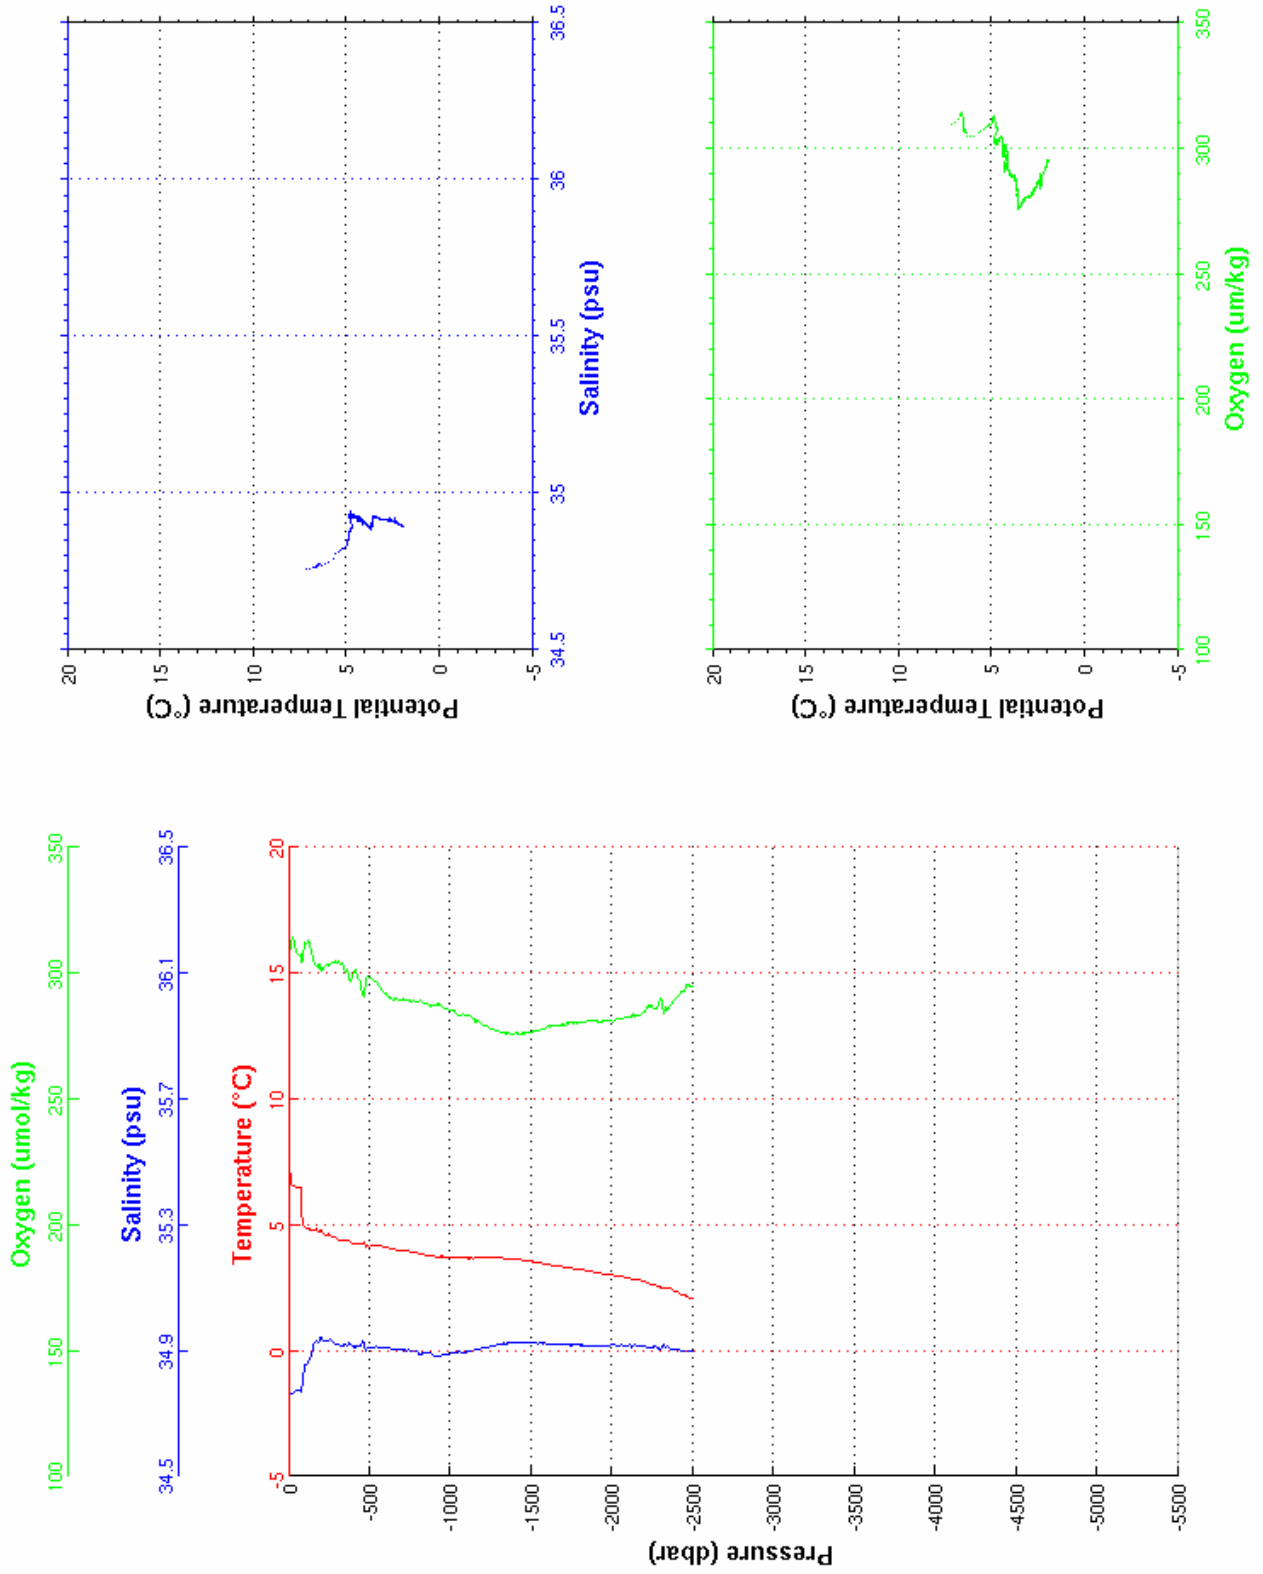 Oxygen (umol/kg)
100 150 200 250 300 350
Salinity (psu)
34.5 34.9 35.3 35.7 36.1 36.5
Temperature (°C)
-5 0 5 10 15 20
Pressure (dbar)
0
-500
-1000
-1500
-2000
-2500
-3000
-3500
-4000
-4500
-5000
-5500
Potential Temperature (°C)
20
15
10
5
0
-5
34.5 35 35.5 36 36.5
Salinity (psu)
Potential Temperature (°C)
20
15
10
5
0
-5
100 150 200 250 300 350
Oxygen (um/kg)